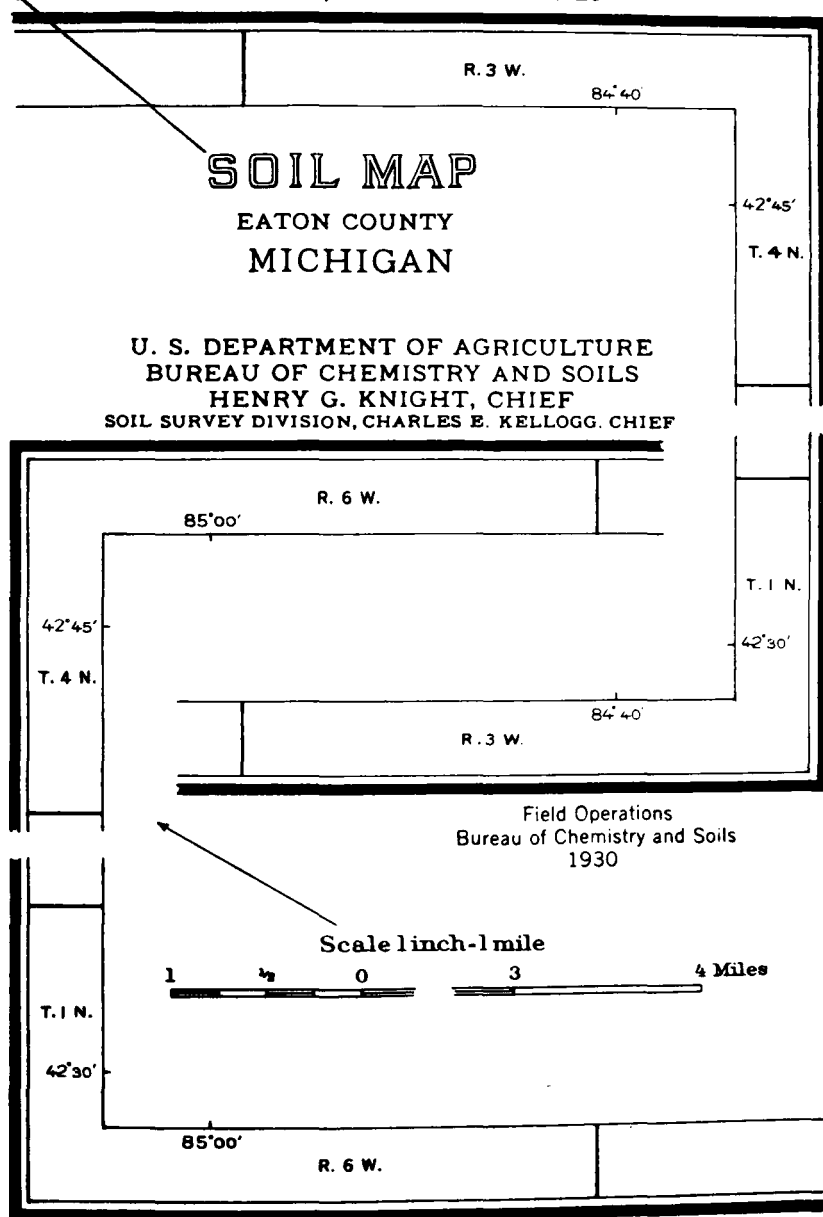 R. 3 W.
84°40'
SOIL MAP
42°45'
EATON COUNTY
T. 4 N.
MICHIGAN
U. S. DEPARTMENT OF AGRICULTURE
BUREAU OF CHEMISTRY AND SOILS
HENRY G. KNIGHT, CHIEF
SOIL SURVEY DIVISION, CHARLES E. KELLOGG, CHIEF
R. 6 W.
85°00'
T. 1 N.
42°45'
42°30'
T. 4 N.
84°40'
R. 3 W.
Field Operations
Bureau of Chemistry and Soils
1930
Scale 1 inch-1 mile
1 ½ 0 3 4 Miles
T. 1 N.
42°30'
85°00'
R. 6 W.